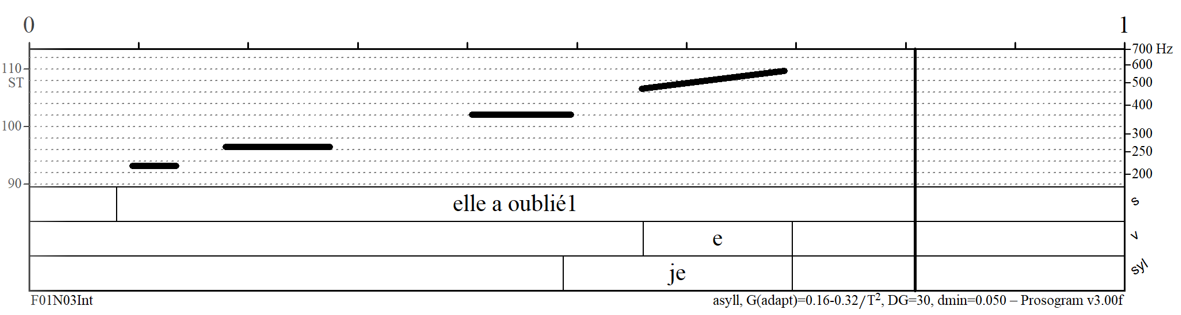 0 1
700 Hz
110 600
ST 500
400
100
300
250
200
90
elle a oublié1 s
e v
je syl
F01N03Int asyll, G(adapt)=0.16-0.32/T², DG=30, dmin=0.050 – Prosogram v3.00f